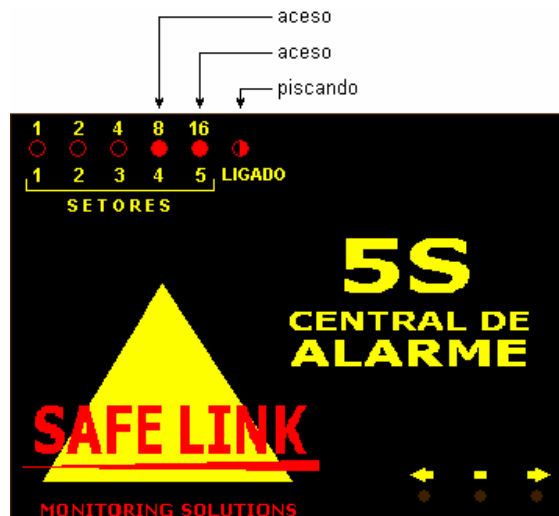 aceso
aceso
piscando
1 2 4 8 16
1 2 3 4 5 LIGADO
SETORES
5S
CENTRAL DE
ALARME
SAFE LINK
MONITORING SOLUTIONS